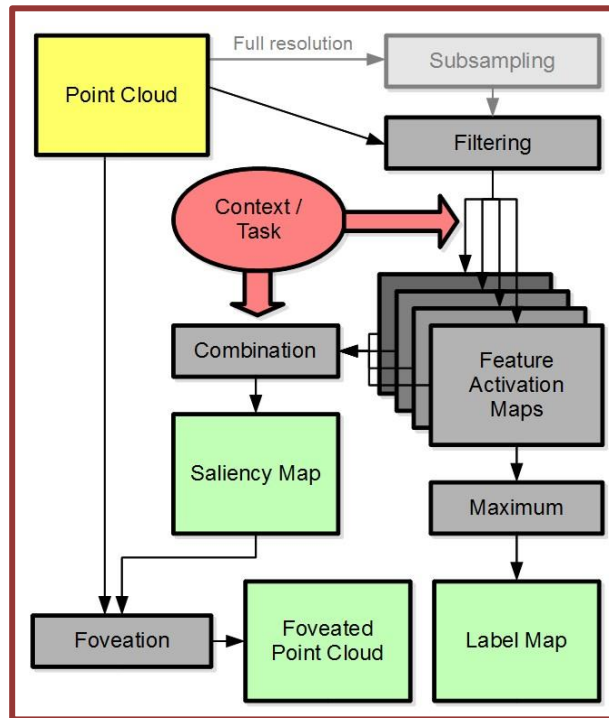 Full resolution
Subsampling
Point Cloud
Filtering
Context /
Task
Combination
Feature
Activation
Maps
Saliency Map
Maximum
Foveation
Foveated
Point Cloud
Label Map